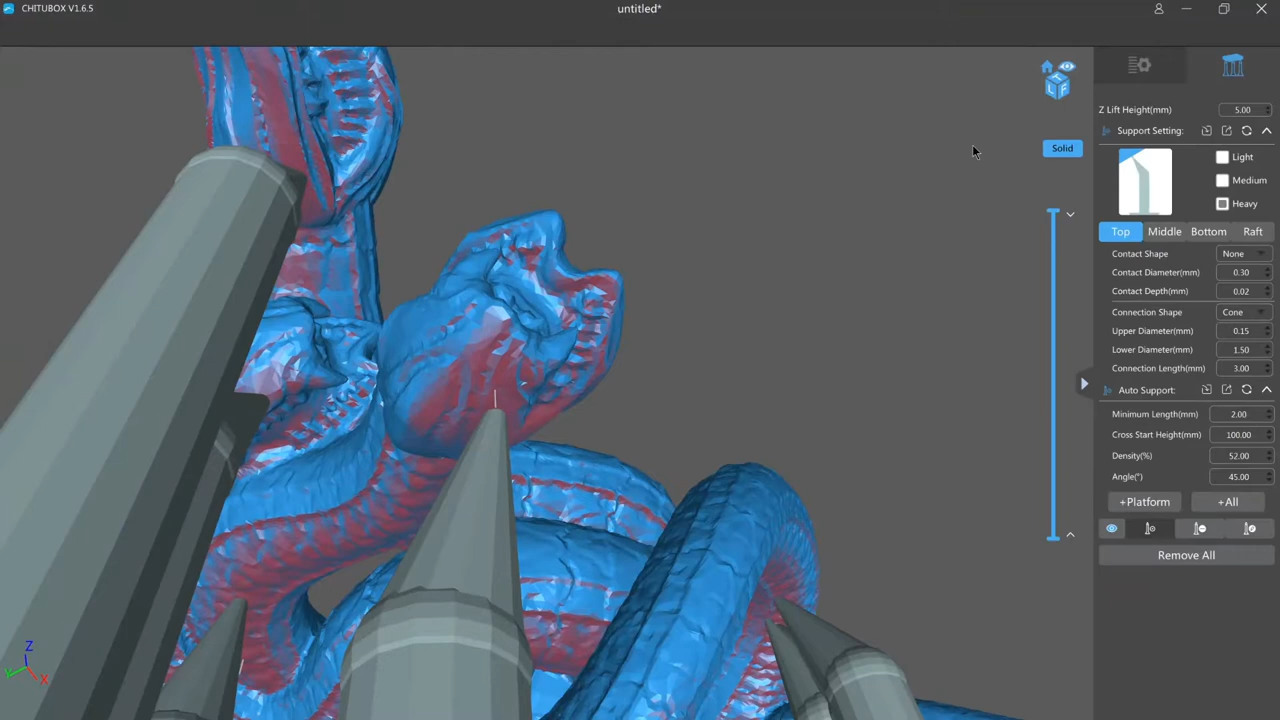 CHITUBOX V1.6.5
untitled*
Z Lift Height(mm) 5.00
Support Setting:
Light
Medium
Heavy
Top Middle Bottom Raft
Contact Shape None
Contact Diameter(mm) 0.30
Contact Depth(mm) 0.02
Connection Shape Cone
Upper Diameter(mm) 0.15
Lower Diameter(mm) 1.50
Connection Length(mm) 3.00
Auto Support:
Minimum Length(mm) 2.00
Cross Start Height(mm) 100.00
Density(%) 52.00
Angle(°) 45.00
+Platform +All
Remove All
Solid
T
L F
Z
Y
X